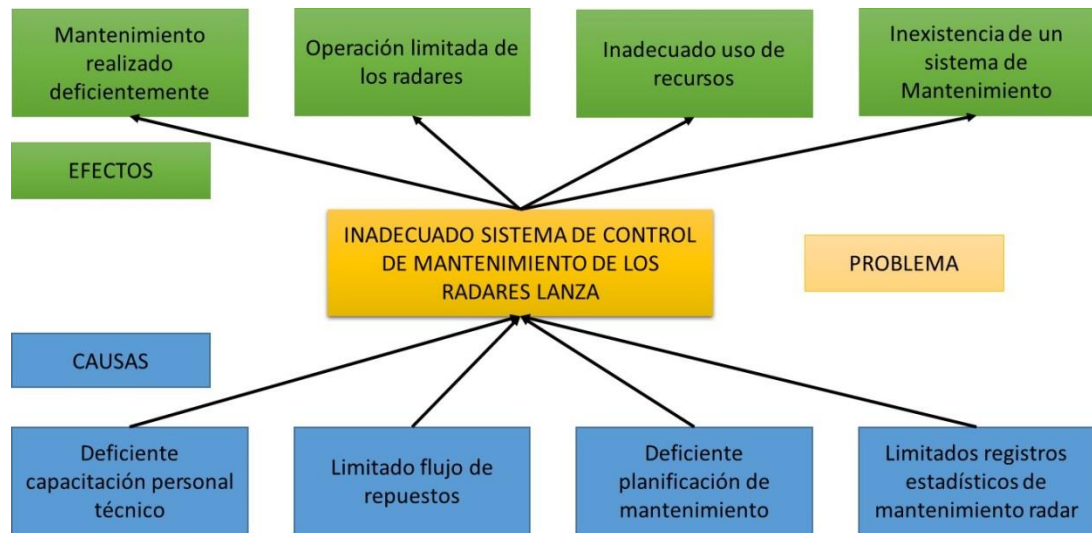 Mantenimiento
realizado
deficientemente
Operación limitada de
los radares
Inadecuado uso de
recursos
Inexistencia de un
sistema de
Mantenimiento
EFECTOS
INADECUADO SISTEMA DE CONTROL
DE MANTENIMIENTO DE LOS
RADARES LANZA
PROBLEMA
CAUSAS
Deficiente
capacitación personal
técnico
Limitado flujo de
repuestos
Deficiente
planificación de
mantenimiento
Limitados registros
estadísticos de
mantenimiento radar